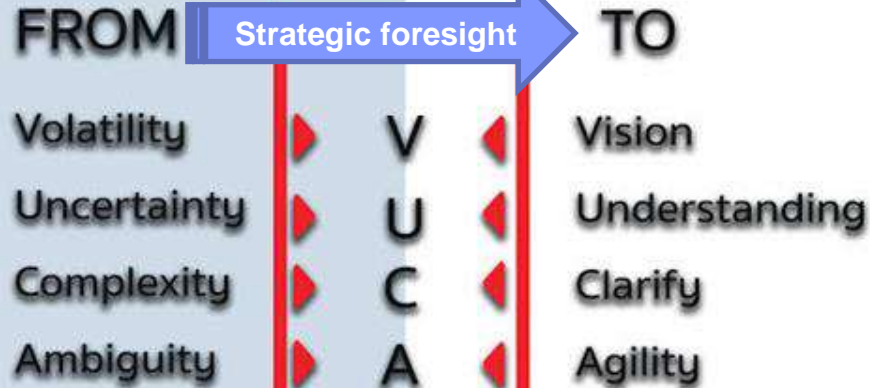 FROM Strategic foresight TO
Volatility V Vision
Uncertainty U Understanding
Complexity C Clarify
Ambiguity A Agility